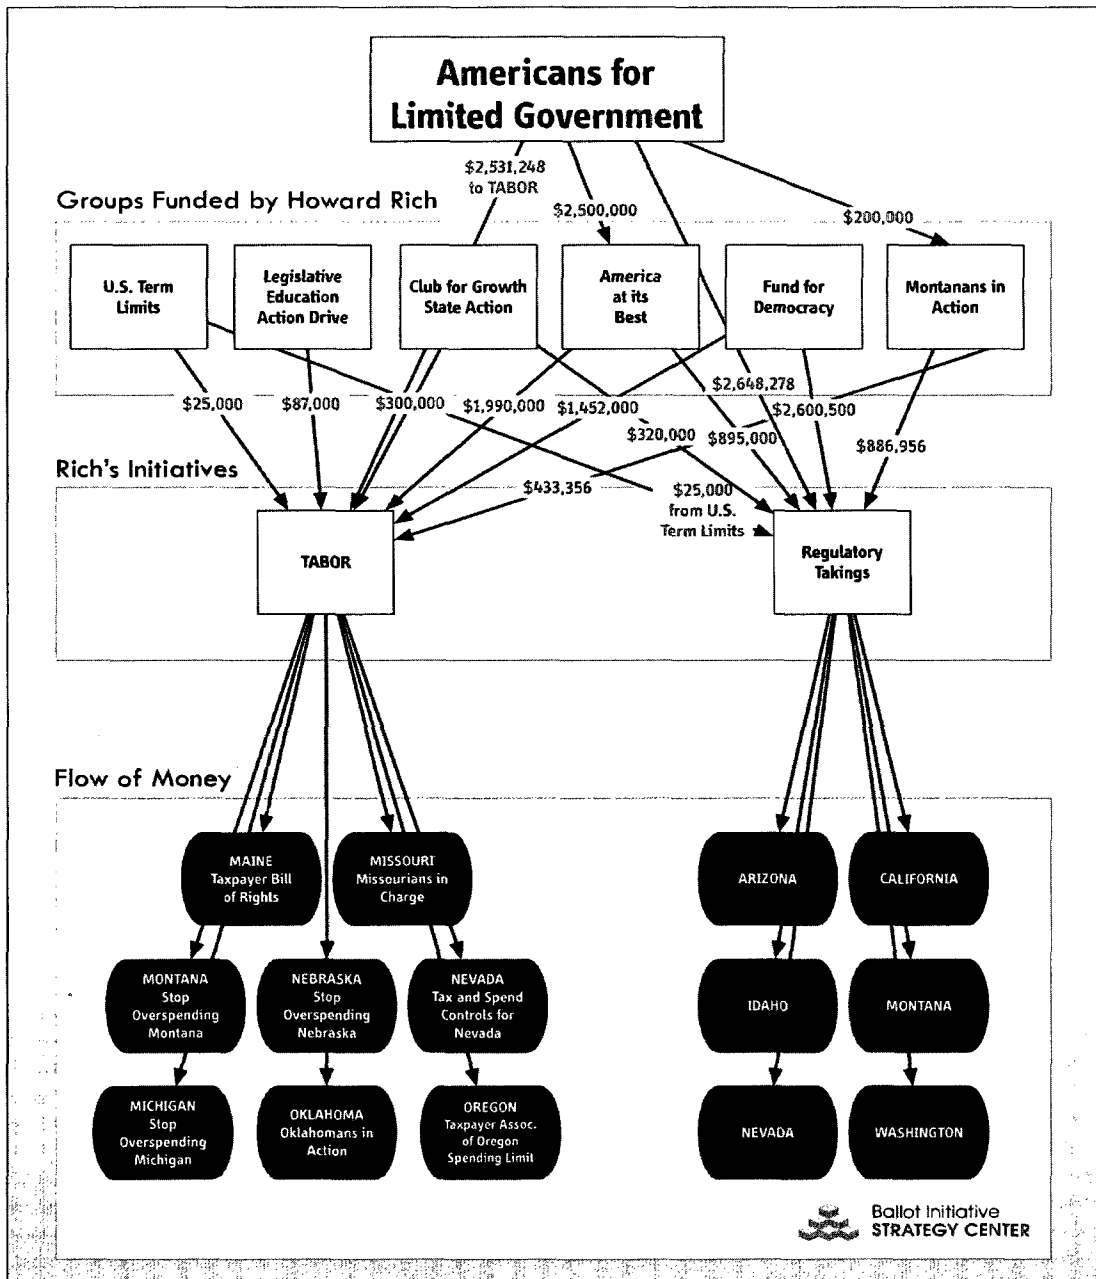 Americans for
Limited Government
$2,531,248
to TABOR
$2,500,000
$200,000
Groups Funded by Howard Rich
U.S. Term
Limits
Legislative
Education
Action Drive
Club for Growth
State Action
America
at its
Best
Fund for
Democracy
Montanans in
Action
$25,000
$87,000
$300,000
$1,990,000
$1,452,000
$320,000
$895,000
$2,648,278
$2,600,500
$886,956
$433,356
$25,000
from U.S.
Term Limits
Rich's Initiatives
TABOR
Regulatory
Takings
Flow of Money
MAINE
Taxpayer Bill
of Rights
MISSOURI
Missourians in
Charge
ARIZONA
CALIFORNIA
MONTANA
Stop
Overspending
Montana
NEBRASKA
Stop
Overspending
Nebraska
NEVADA
Tax and Spend
Controls for
Nevada
IDAHO
MONTANA
MICHIGAN
Stop
Overspending
Michigan
OKLAHOMA
Oklahomans in
Action
OREGON
Taxpayer Assoc.
of Oregon
Spending Limit
NEVADA
WASHINGTON
Ballot Initiative
STRATEGY CENTER